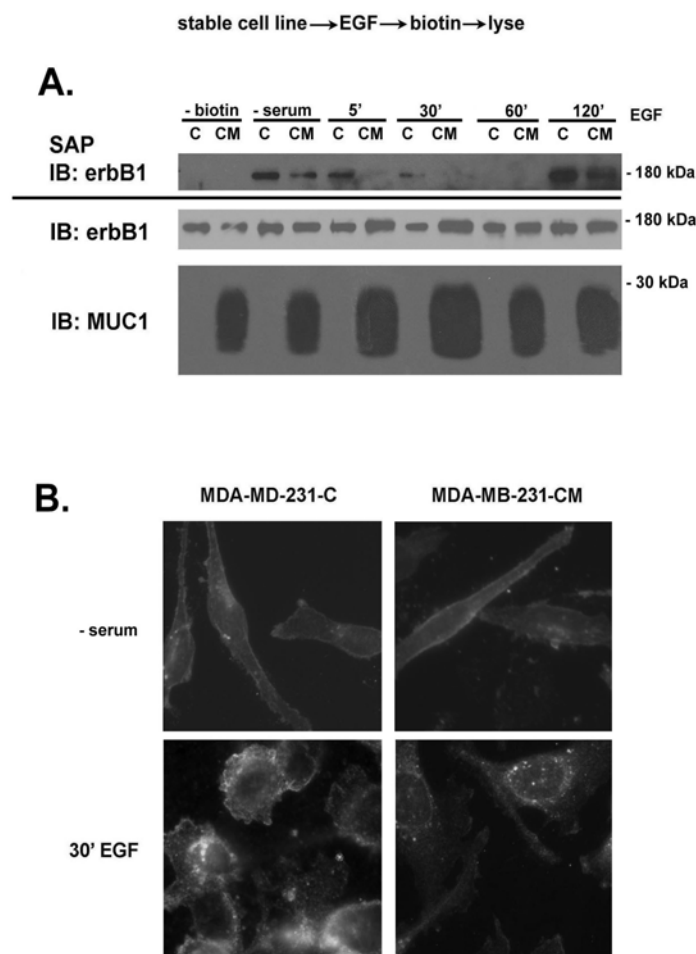 stable cell line→EGF→biotin→lyse
A.
- biotin - serum 5' 30' 60' 120' EGF
C CM C CM C CM C CM C CM C CM
SAP
IB: erbB1
- 180 kDa
IB: erbB1
- 180 kDa
IB: MUC1
- 30 kDa
B.
MDA-MD-231-C MDA-MB-231-CM
- serum
30' EGF